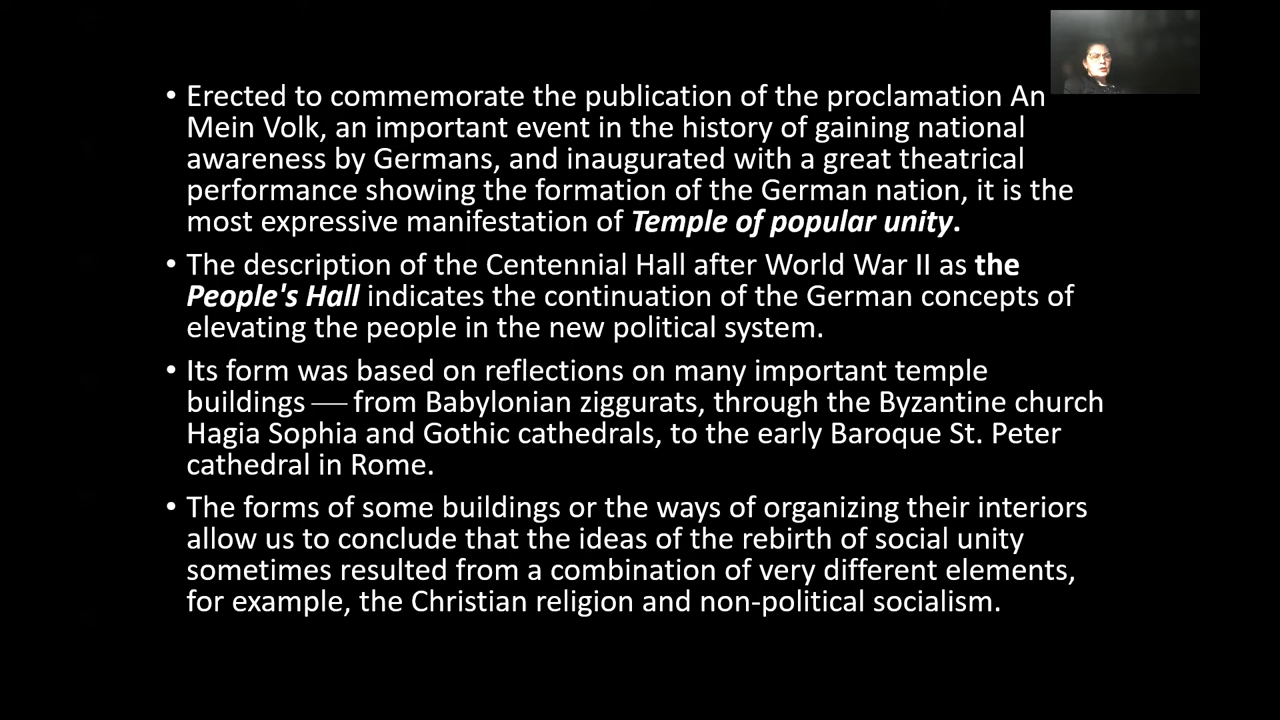 • Erected to commemorate the publication of the proclamation An
Mein Volk, an important event in the history of gaining national
awareness by Germans, and inaugurated with a great theatrical
performance showing the formation of the German nation, it is the
most expressive manifestation of Temple of popular unity.
• The description of the Centennial Hall after World War II as the
People's Hall indicates the continuation of the German concepts of
elevating the people in the new political system.
• Its form was based on reflections on many important temple
buildings — from Babylonian ziggurats, through the Byzantine church
Hagia Sophia and Gothic cathedrals, to the early Baroque St. Peter
cathedral in Rome.
• The forms of some buildings or the ways of organizing their interiors
allow us to conclude that the ideas of the rebirth of social unity
sometimes resulted from a combination of very different elements,
for example, the Christian religion and non-political socialism.